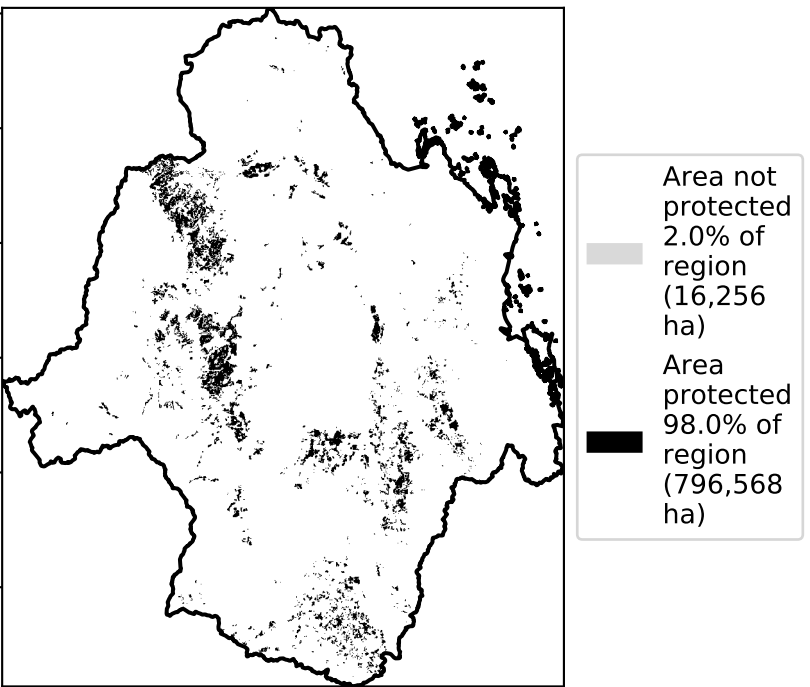 Area not
protected
2.0% of
region
(16,256
ha)
Area
protected
98.0% of
region
(796,568
ha)